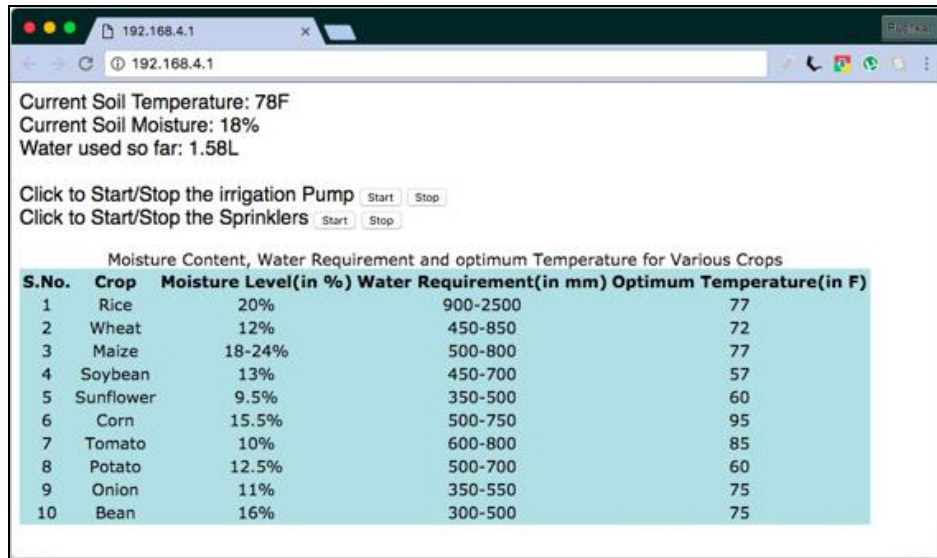 192.168.4.1
192.168.4.1
Current Soil Temperature: 78F
Current Soil Moisture: 18%
Water used so far: 1.58L
Click to Start/Stop the irrigation Pump Start Stop
Click to Start/Stop the Sprinklers Start Stop
Moisture Content, Water Requirement and optimum Temperature for Various Crops
S.No. Crop Moisture Level(in %) Water Requirement(in mm) Optimum Temperature(in F)
1 Rice 20% 900-2500 77
2 Wheat 12% 450-850 72
3 Maize 18-24% 500-800 77
4 Soybean 13% 450-700 57
5 Sunflower 9.5% 350-500 60
6 Corn 15.5% 500-750 95
7 Tomato 10% 600-800 85
8 Potato 12.5% 500-700 60
9 Onion 11% 350-550 75
10 Bean 16% 300-500 75